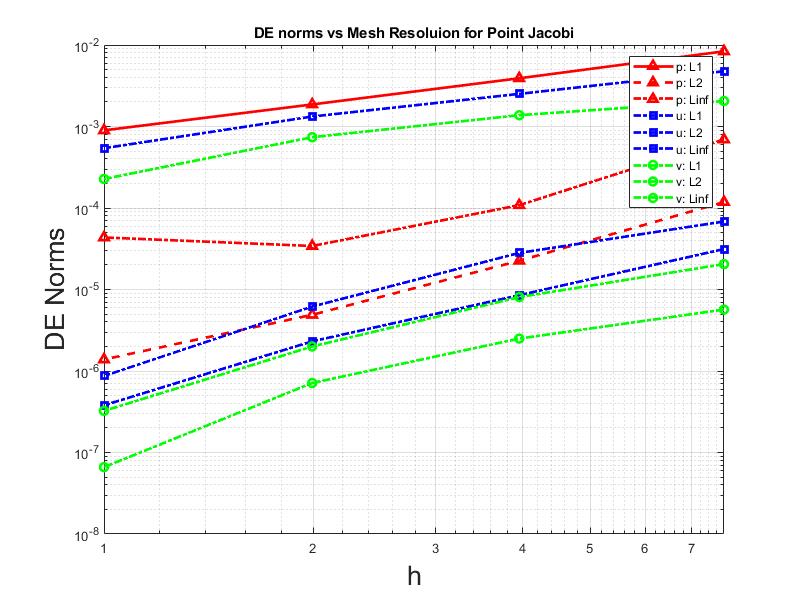 DE norms vs Mesh Resoluion for Point Jacobi
10-2
10-3
10-4
10-5
10-6
10-7
10-8
DE Norms
p: L1
p: L2
p: Linf
u: L1
u: L2
u: Linf
v: L1
v: L2
v: Linf
1 2 3 4 5 6 7
h